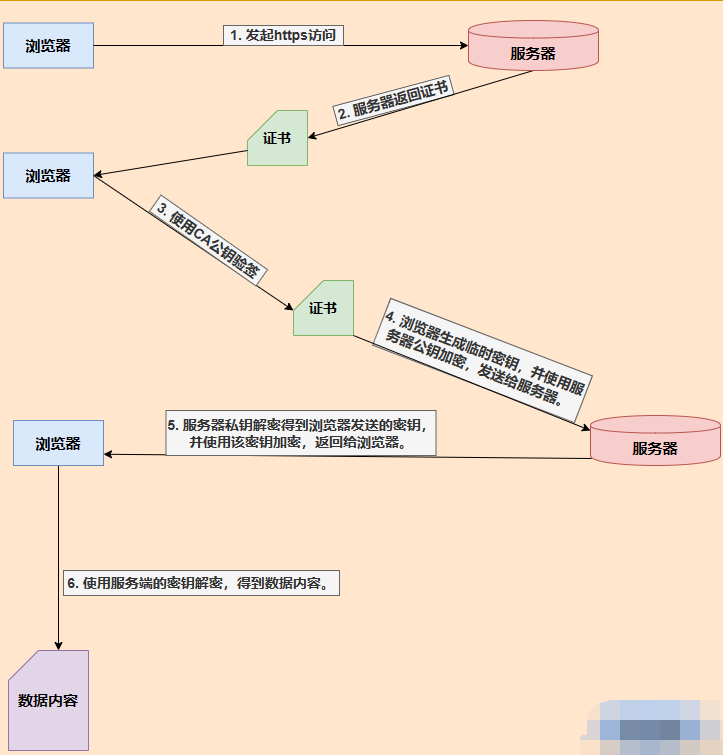 浏览器
1. 发起https访问
服务器
2. 服务器返回证书
证书
浏览器
3. 使用CA公钥验签
证书
4. 浏览器生成临时密钥，并使用服
务器公钥加密，发送给服务器。
5. 服务器私钥解密得到浏览器发送的密钥，
并使用该密钥加密，返回给浏览器。
浏览器
服务器
6. 使用服务端的密钥解密，得到数据内容。
数据内容